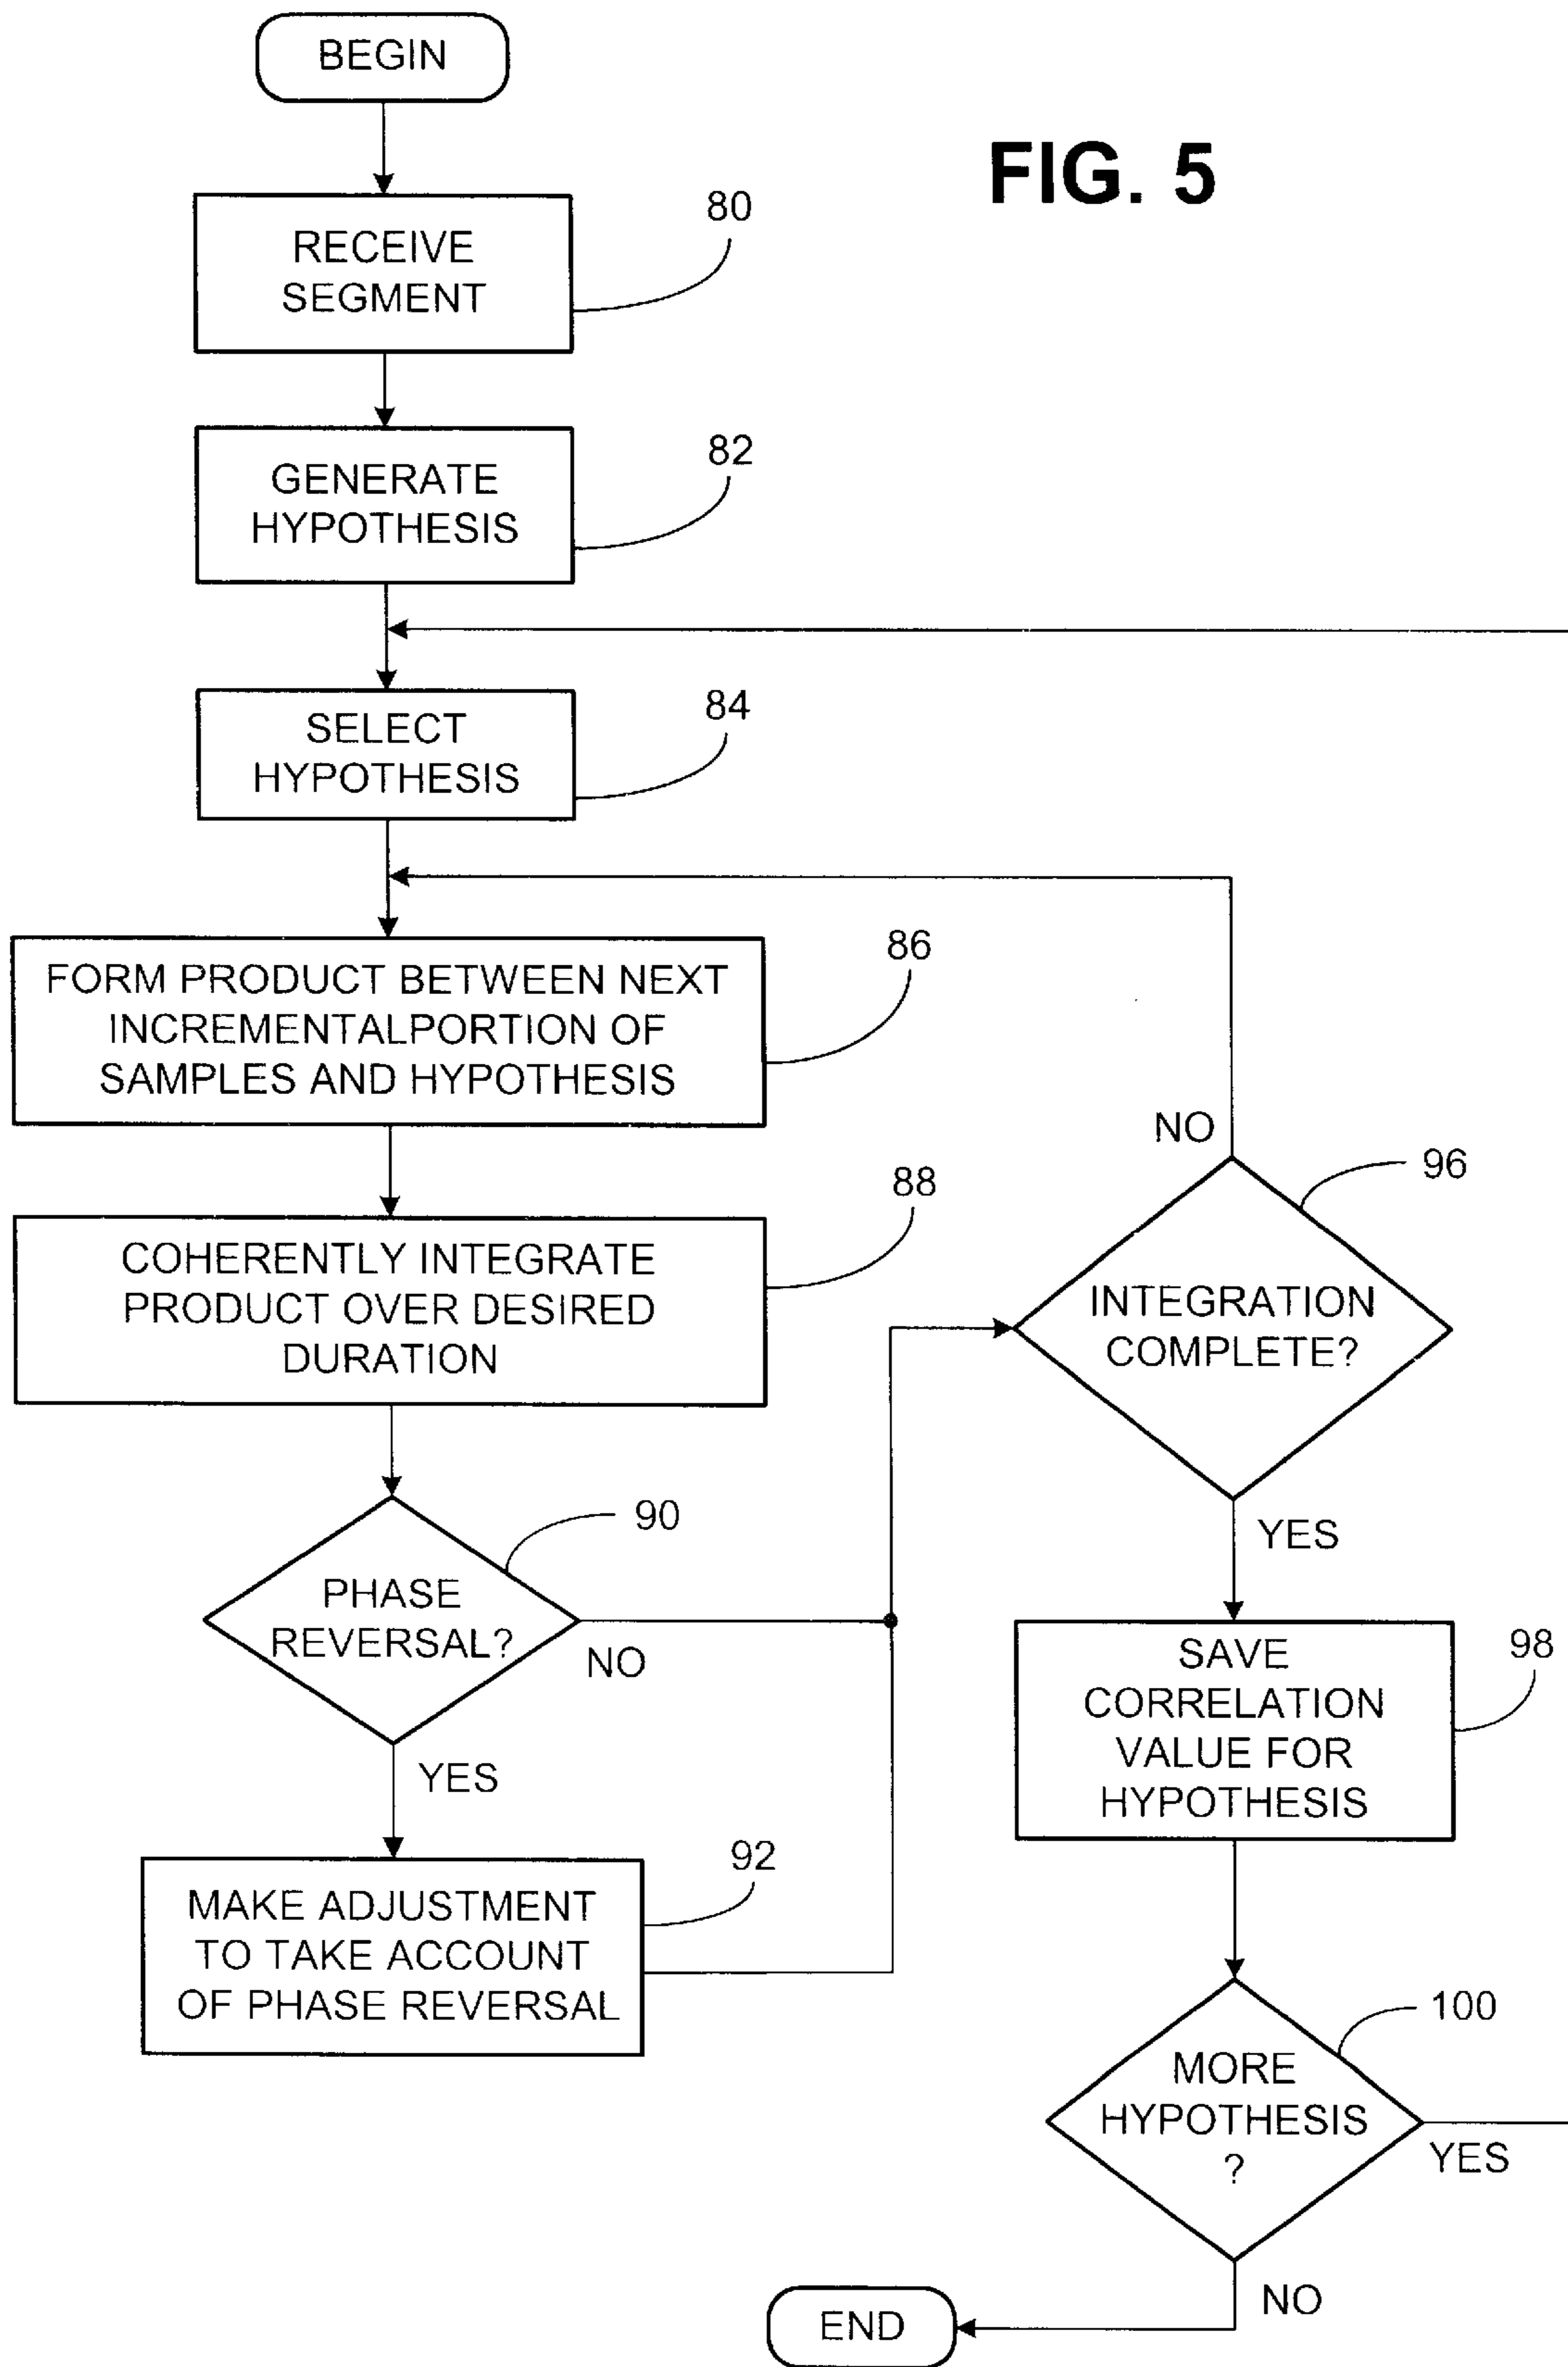 BEGIN
FIG. 5
80
RECEIVE
SEGMENT
82
GENERATE
HYPOTHESIS
84
SELECT
HYPOTHESIS
86
FORM PRODUCT BETWEEN NEXT
INCREMENTALPORTION OF
SAMPLES AND HYPOTHESIS
88
COHERENTLY INTEGRATE
PRODUCT OVER DESIRED
DURATION
90
PHASE
REVERSAL?
NO
YES
92
MAKE ADJUSTMENT
TO TAKE ACCOUNT
OF PHASE REVERSAL
NO
96
INTEGRATION
COMPLETE?
YES
98
SAVE
CORRELATION
VALUE FOR
HYPOTHESIS
100
MORE
HYPOTHESIS
?
YES
NO
END